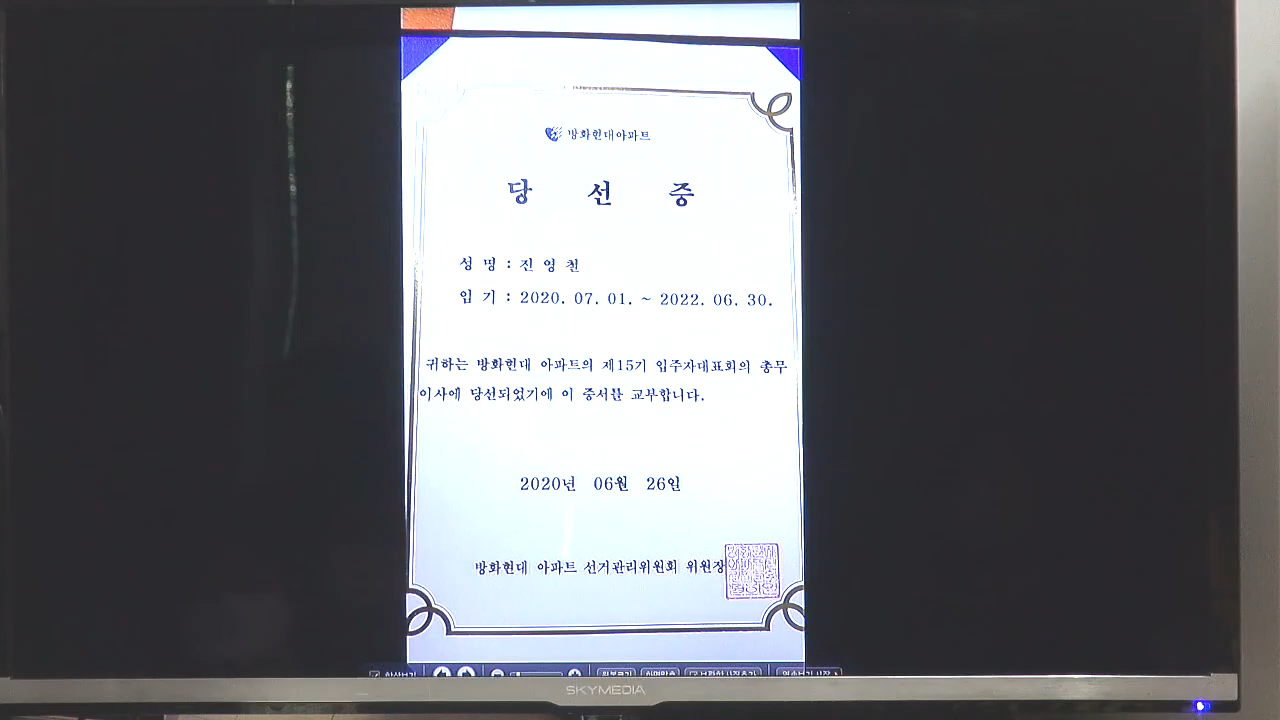 방화현대아파트
당 선 증
성 명 : 진 영 천
임 기 : 2020. 07. 01. ~ 2022. 06. 30.
귀하는 방화현대 아파트의 제15기 입주자대표회의 총무
이사에 당선되었기에 이 증서를 교부합니다.
2020년 06월 26일
방화현대 아파트 선거관리위원회 위원장
SKYMEDIA